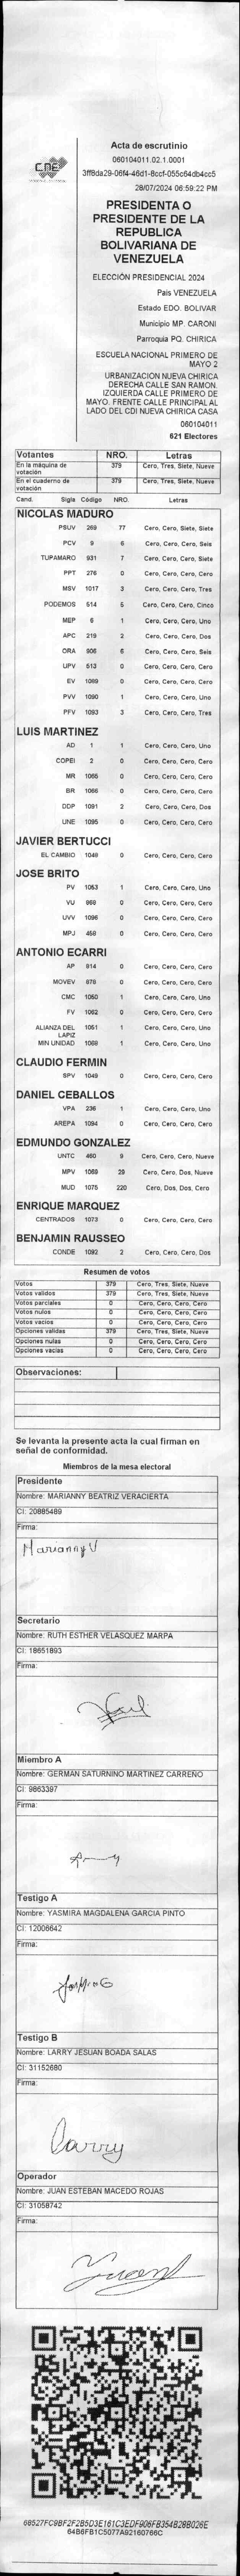 CNE
Acta de escrutinio
060104011.02.1.0001
3ff8da29-06f4-46d1-8ccf-055c64db4cc5
28/07/2024 06:59:22 PM
PRESIDENTA O
PRESIDENTE DE LA
REPUBLICA
BOLIVARIANA DE
VENEZUELA
ELECCIÓN PRESIDENCIAL 2024
Pais VENEZUELA
Estado EDO. BOLIVAR
Municipio MP. CARONI
Parroquia PQ. CHIRICA
ESCUELA NACIONAL PRIMERO DE
MAYO 2
URBANIZACION NUEVA CHIRICA
DERECHA CALLE SAN RAMON.
IZQUIERDA CALLE PRIMERO DE
MAYO. FRENTE CALLE PRINCIPAL AL
LADO DEL CDI NUEVA CHIRICA CASA
060104011
621 Electores
Votantes NRO. Letras
En la máquina de votación 379 Cero, Tres, Siete, Nueve
En el cuaderno de votación 379 Cero, Tres, Siete, Nueve
Cand. Sigla Código NRO. Letras
NICOLAS MADURO
PSUV 269 77 Cero, Cero, Siete, Siete
PCV 9 6 Cero, Cero, Cero, Seis
TUPAMARO 931 7 Cero, Cero, Cero, Siete
PPT 276 0 Cero, Cero, Cero, Cero
MSV 1017 3 Cero, Cero, Cero, Tres
PODEMOS 514 5 Cero, Cero, Cero, Cinco
MEP 6 1 Cero, Cero, Cero, Uno
APC 219 2 Cero, Cero, Cero, Dos
ORA 906 6 Cero, Cero, Cero, Seis
UPV 513 0 Cero, Cero, Cero, Cero
EV 1089 0 Cero, Cero, Cero, Cero
PVV 1090 1 Cero, Cero, Cero, Uno
PFV 1093 3 Cero, Cero, Cero, Tres
LUIS MARTINEZ
AD 1 1 Cero, Cero, Cero, Uno
COPEI 2 0 Cero, Cero, Cero, Cero
MR 1065 0 Cero, Cero, Cero, Cero
BR 1066 0 Cero, Cero, Cero, Cero
DDP 1091 2 Cero, Cero, Cero, Dos
UNE 1095 0 Cero, Cero, Cero, Cero
JAVIER BERTUCCI
EL CAMBIO 1048 0 Cero, Cero, Cero, Cero
JOSE BRITO
PV 1053 1 Cero, Cero, Cero, Uno
VU 969 0 Cero, Cero, Cero, Cero
UVV 1096 0 Cero, Cero, Cero, Cero
MPJ 458 0 Cero, Cero, Cero, Cero
ANTONIO ECARRI
AP 814 0 Cero, Cero, Cero, Cero
MOVEV 978 0 Cero, Cero, Cero, Cero
CMC 1050 1 Cero, Cero, Cero, Uno
FV 1062 0 Cero, Cero, Cero, Cero
ALIANZA DEL LAPIZ 1051 1 Cero, Cero, Cero, Uno
MIN UNIDAD 1069 1 Cero, Cero, Cero, Uno
CLAUDIO FERMIN
SPV 1049 0 Cero, Cero, Cero, Cero
DANIEL CEBALLOS
VPA 236 1 Cero, Cero, Cero, Uno
AREPA 1094 0 Cero, Cero, Cero, Cero
EDMUNDO GONZALEZ
UNTC 460 9 Cero, Cero, Cero, Nueve
MPV 1068 29 Cero, Cero, Dos, Nueve
MUD 1075 220 Cero, Dos, Dos, Cero
ENRIQUE MARQUEZ
CENTRADOS 1073 0 Cero, Cero, Cero, Cero
BENJAMIN RAUSSEO
CONDE 1092 2 Cero, Cero, Cero, Dos
Resumen de votos
Votos 379 Cero, Tres, Siete, Nueve
Votos validos 379 Cero, Tres, Siete, Nueve
Votos parciales 0 Cero, Cero, Cero, Cero
Votos nulos 0 Cero, Cero, Cero, Cero
Votos vacios 0 Cero, Cero, Cero, Cero
Opciones validas 379 Cero, Tres, Siete, Nueve
Opciones nulas 0 Cero, Cero, Cero, Cero
Opciones vacias 0 Cero, Cero, Cero, Cero
Observaciones:
Se levanta la presente acta la cual firman en
señal de conformidad.
Miembros de la mesa electoral
Presidente
Nombre: MARIANNY BEATRIZ VERACIERTA
CI: 20885489
Firma:
Marianny V
Secretario
Nombre: RUTH ESTHER VELASQUEZ MARPA
CI: 18651893
Firma:
Miembro A
Nombre: GERMAN SATURNINO MARTINEZ CARREÑO
CI: 9863397
Firma:
Testigo A
Nombre: YASMIRA MAGDALENA GARCIA PINTO
CI: 12006642
Firma:
Testigo B
Nombre: LARRY JESUAN BOADA SALAS
CI: 31152680
Firma:
Larry
Operador
Nombre: JUAN ESTEBAN MACEDO ROJAS
CI: 31058742
Firma:
66527FC9BF2F2B5D3E161C3EDF906FB354B28B026E
64B6FB1C5077A92160766C